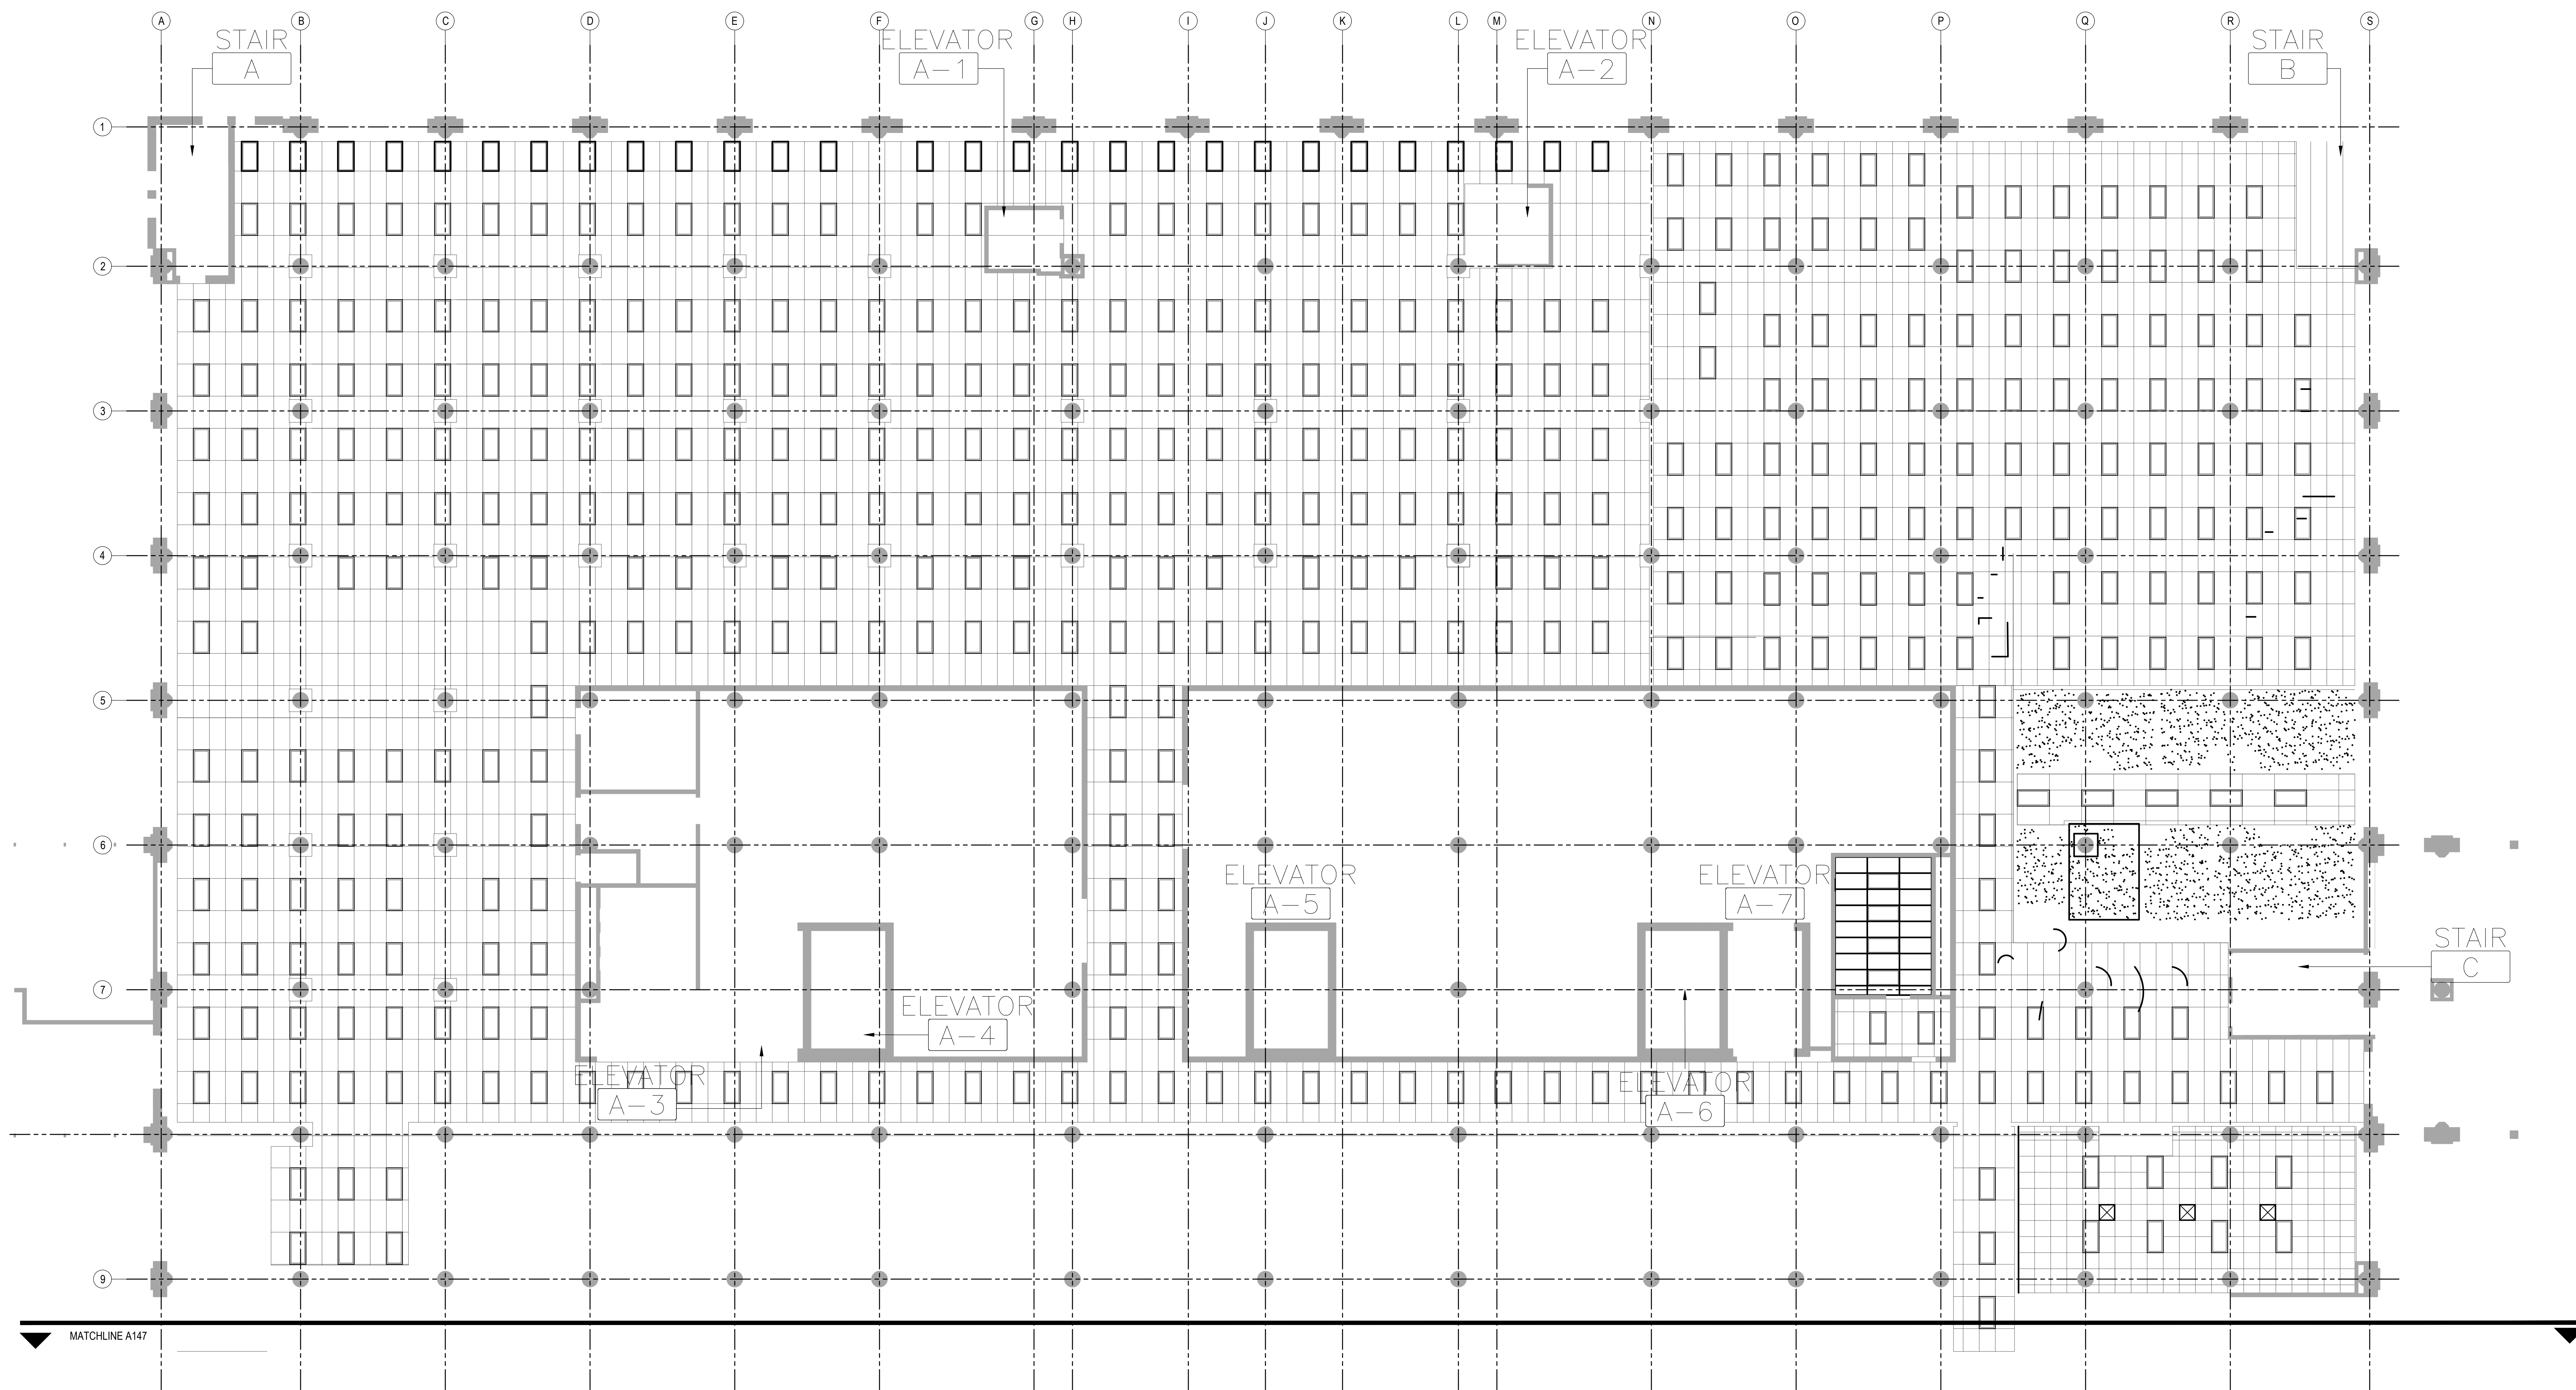 A B C D E F G H I J K L M N O P Q R S
STAIR
A
ELEVATOR
A-1
ELEVATOR
A-2
STAIR
B
1
2
3
4
5
6
ELEVATOR
A-5
ELEVATOR
A-7
STAIR
C
7
ELEVATOR
A-4
ELEVATOR
A-3
ELEVATOR
A-6
9
MATCHLINE A147